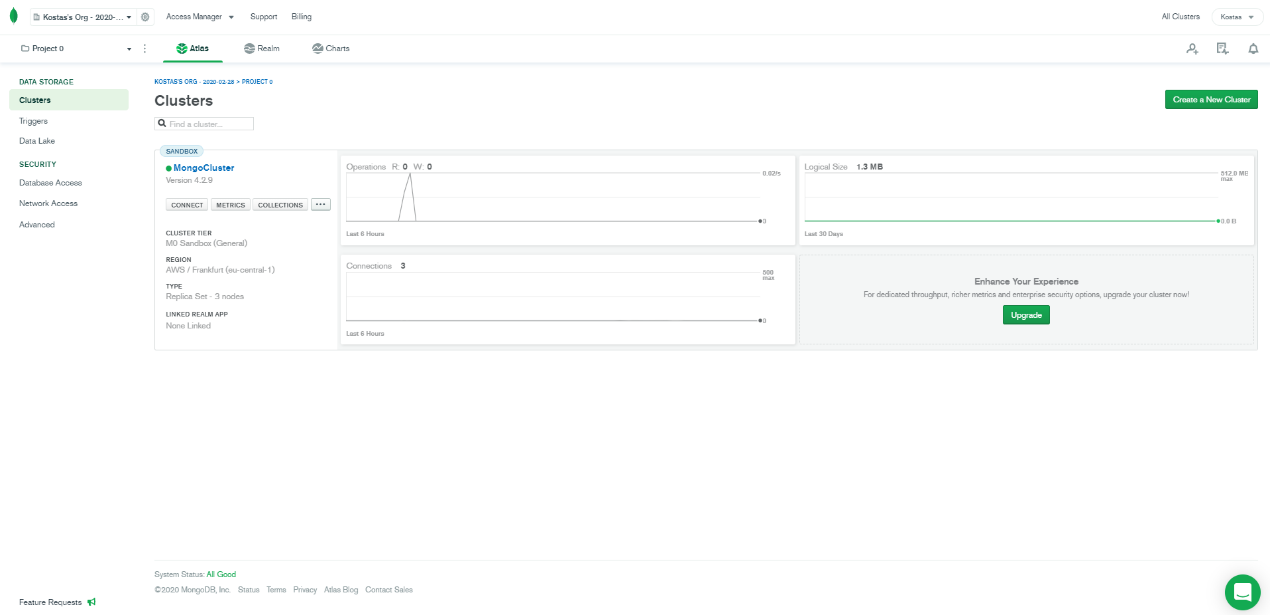 Kostas's Org - 2020-... Access Manager Support Billing All Clusters Kostas
Project 0 Atlas Realm Charts
DATA STORAGE
Clusters
Triggers
Data Lake
SECURITY
Database Access
Network Access
Advanced
Feature Requests
KOSTAS'S ORG - 2020-02-28 > PROJECT 0
Clusters
Create a New Cluster
Find a cluster...
SANDBOX
MongoCluster
Version 4.2.9
CONNECT METRICS COLLECTIONS ...
CLUSTER TIER
M0 Sandbox (General)
REGION
AWS / Frankfurt (eu-central-1)
TYPE
Replica Set - 3 nodes
LINKED REALM APP
None Linked
Operations R: 0 W: 0
0.02/s
0
Last 6 Hours
Logical Size 1.3 MB
512.0 MB
max
0.0 B
Last 30 Days
Connections 3
500
max
0
Last 6 Hours
Enhance Your Experience
For dedicated throughput, richer metrics and enterprise security options, upgrade your cluster now!
Upgrade
System Status: All Good
©2020 MongoDB, Inc. Status Terms Privacy Atlas Blog Contact Sales